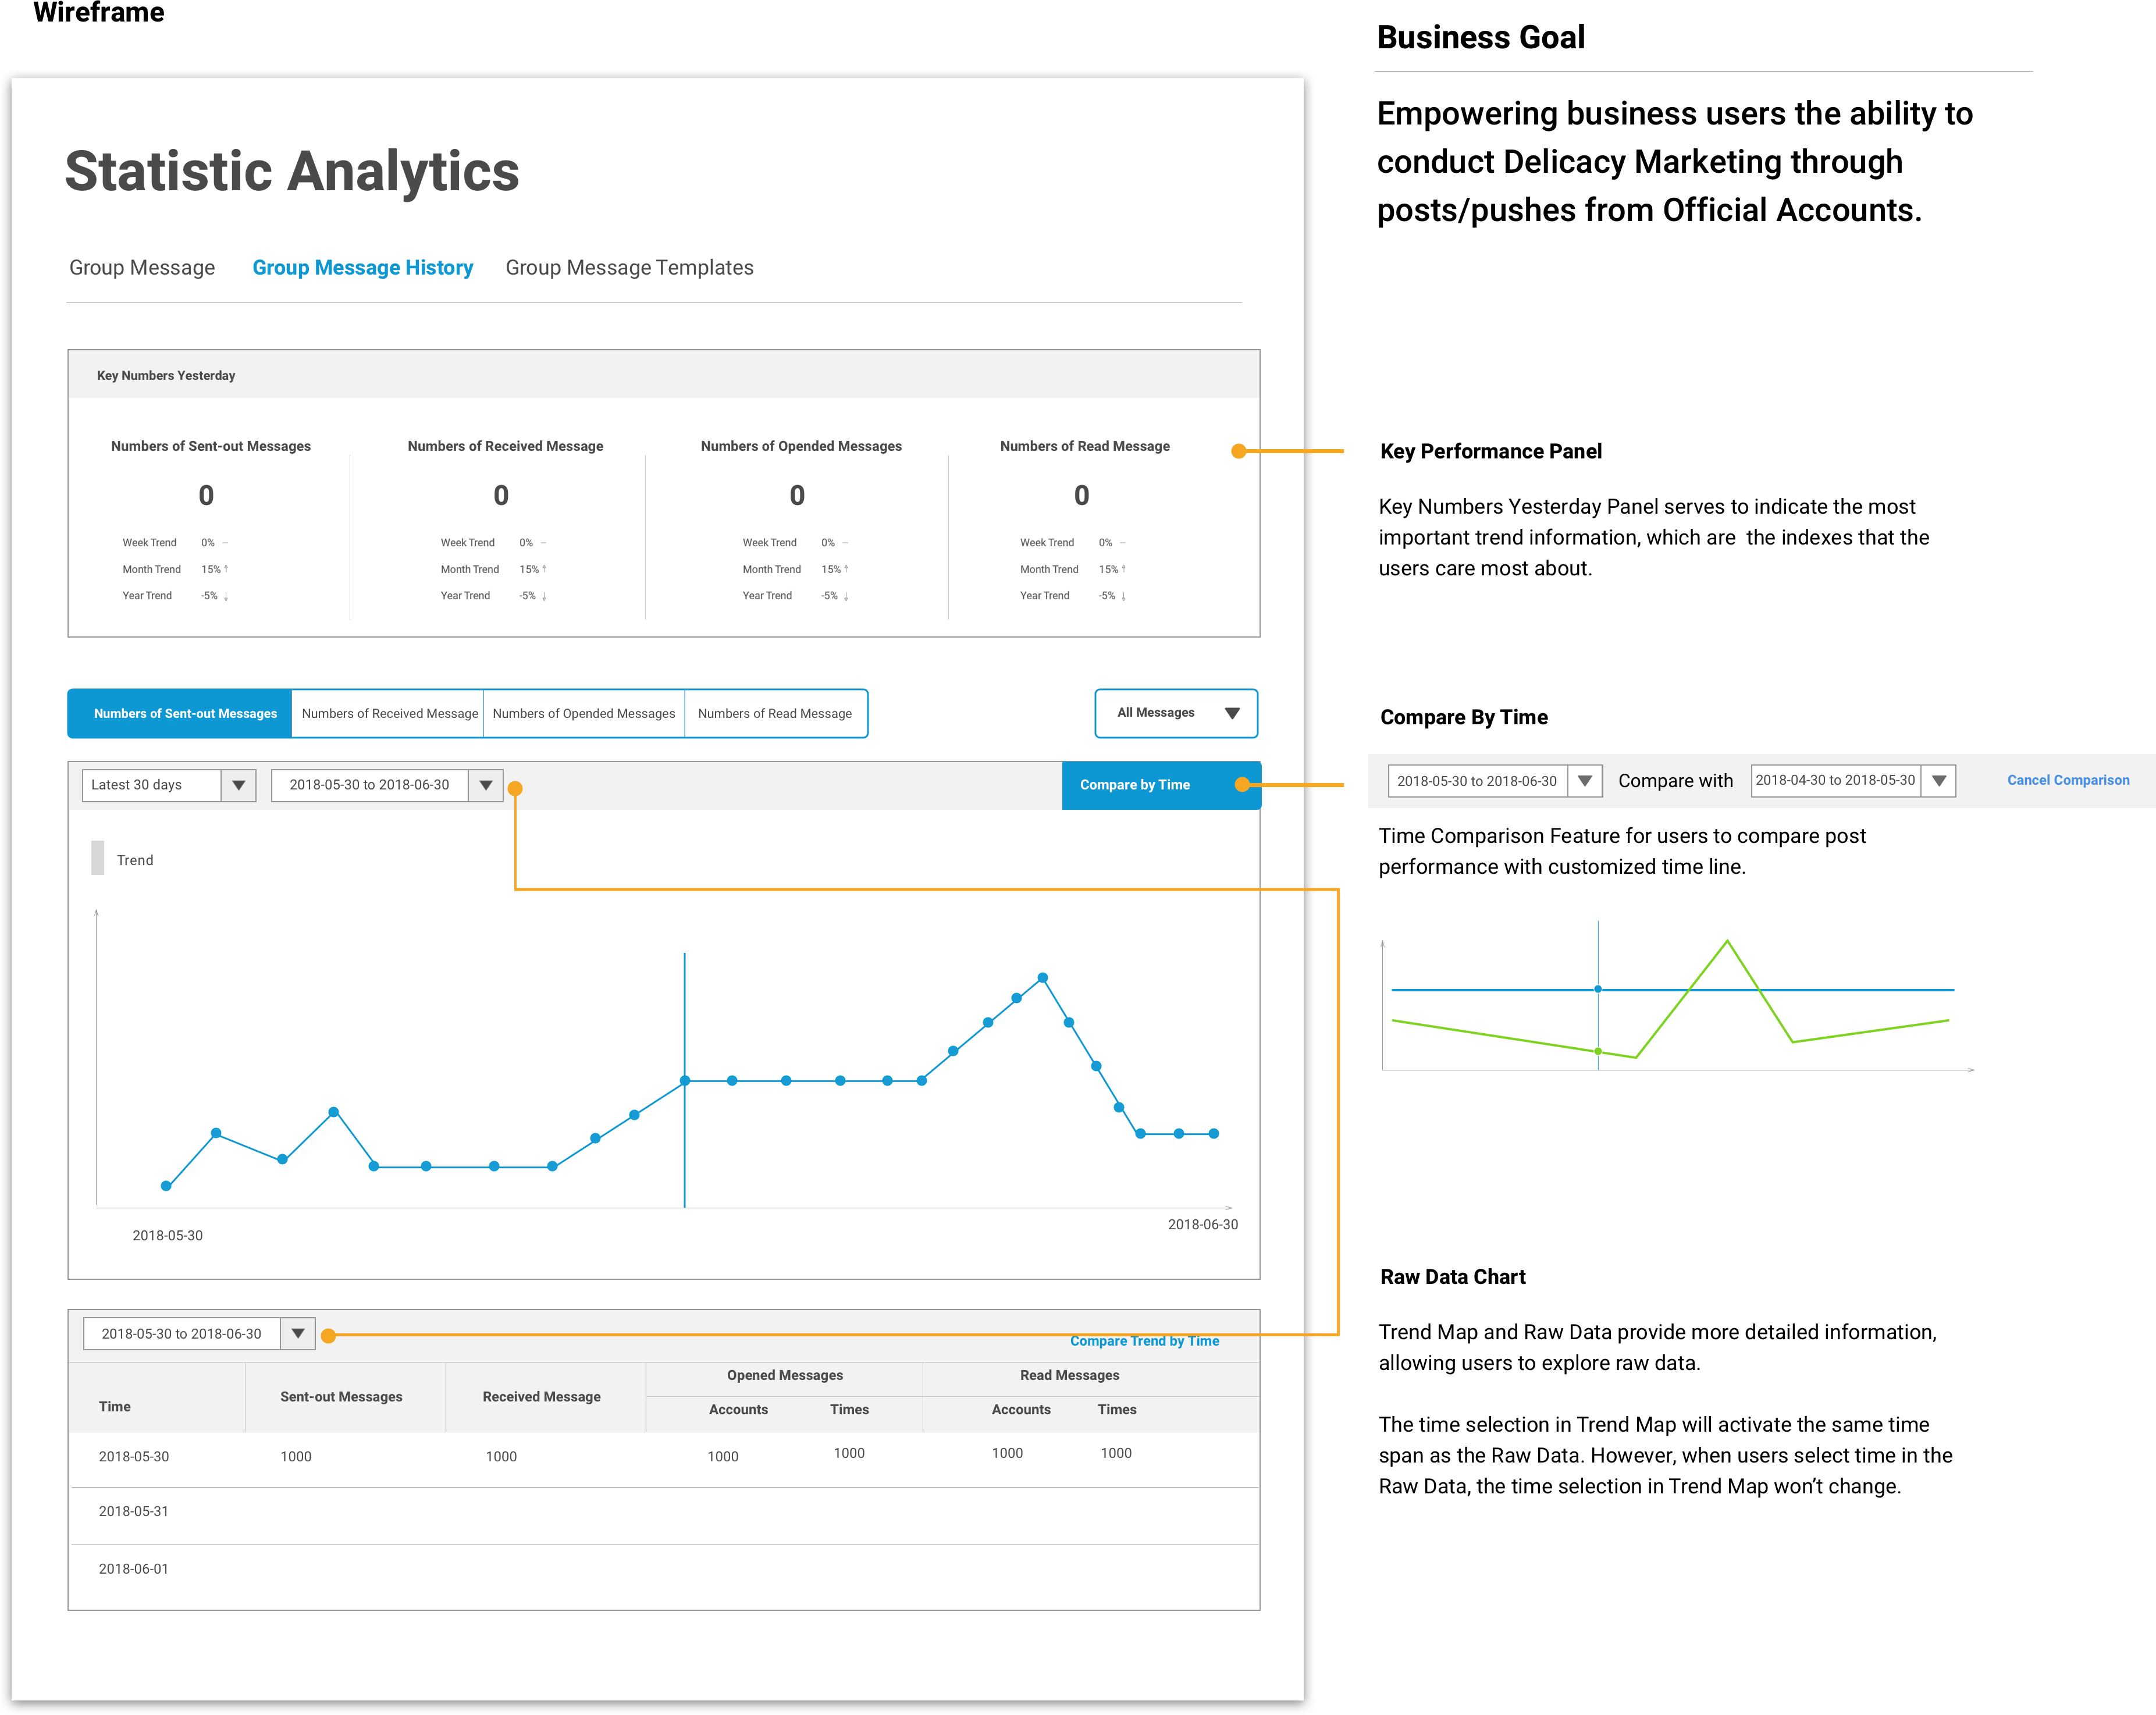 Wireframe
Statistic Analytics
Group Message Group Message History Group Message Templates
Key Numbers Yesterday
Numbers of Sent-out Messages Numbers of Received Message Numbers of Opended Messages Numbers of Read Message
0 0 0 0
Week Trend 0% – Week Trend 0% – Week Trend 0% – Week Trend 0% –
Month Trend 15% ↑ Month Trend 15% ↑ Month Trend 15% ↑ Month Trend 15% ↑
Year Trend -5% ↓ Year Trend -5% ↓ Year Trend -5% ↓ Year Trend -5% ↓
Numbers of Sent-out Messages Numbers of Received Message Numbers of Opended Messages Numbers of Read Message All Messages
Latest 30 days 2018-05-30 to 2018-06-30 Compare by Time
Trend
2018-05-30 2018-06-30
2018-05-30 to 2018-06-30 Compare Trend by Time
Opened Messages Read Messages
Time Sent-out Messages Received Message Accounts Times Accounts Times
2018-05-30 1000 1000 1000 1000 1000 1000
2018-05-31
2018-06-01
Business Goal
Empowering business users the ability to
conduct Delicacy Marketing through
posts/pushes from Official Accounts.
Key Performance Panel
Key Numbers Yesterday Panel serves to indicate the most
important trend information, which are the indexes that the
users care most about.
Compare By Time
2018-05-30 to 2018-06-30 Compare with 2018-04-30 to 2018-05-30 Cancel Comparison
Time Comparison Feature for users to compare post
performance with customized time line.
Raw Data Chart
Trend Map and Raw Data provide more detailed information,
allowing users to explore raw data.
The time selection in Trend Map will activate the same time
span as the Raw Data. However, when users select time in the
Raw Data, the time selection in Trend Map won’t change.